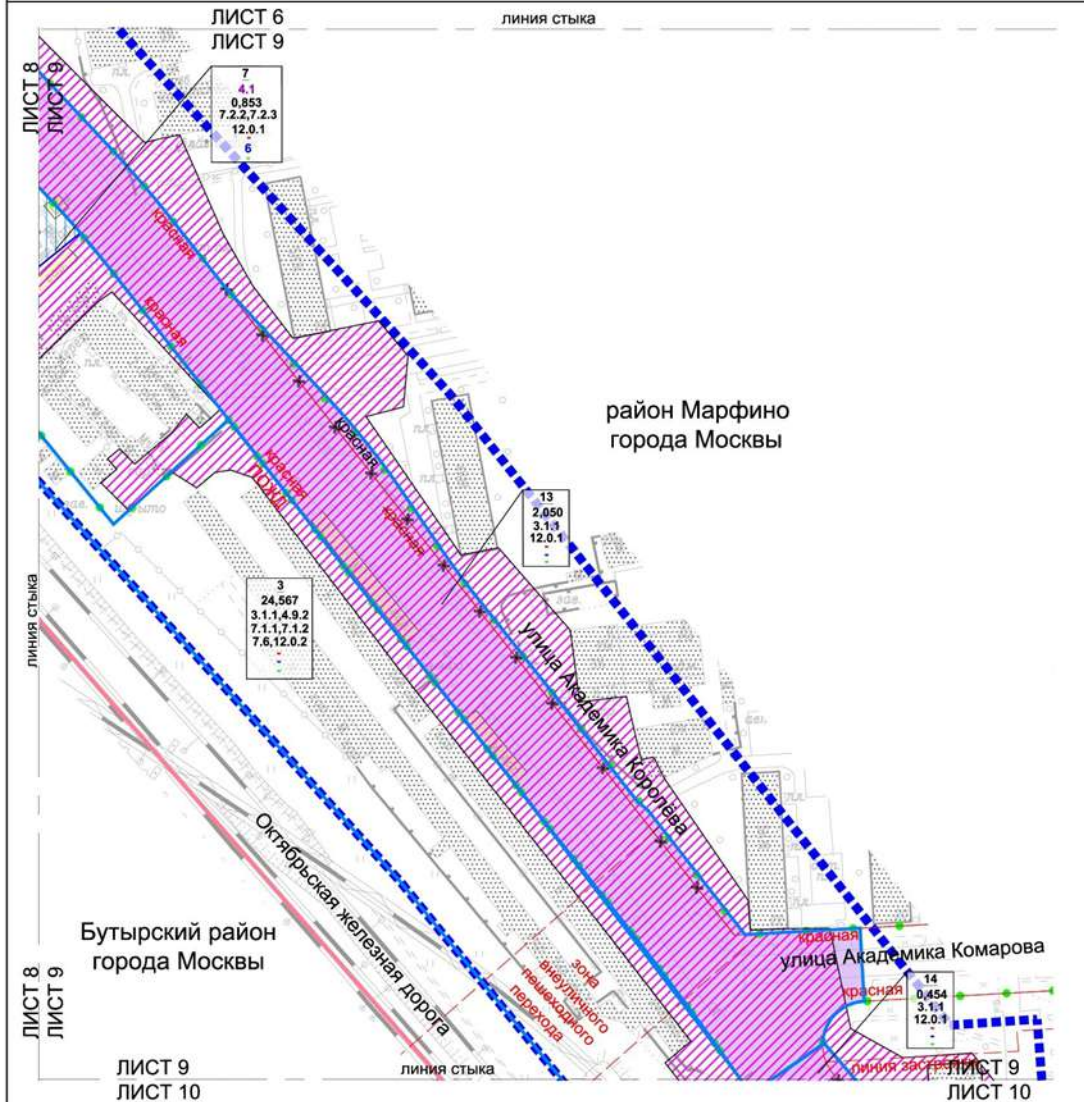 ЛИСТ 6
ЛИСТ 9
линия стыка
ЛИСТ 8
ЛИСТ 9
7
4.1
0,853
7.2.2,7.2.3
12.0.1
-
6
пл.
красная
красная
район Марфино
города Москвы
красная
красная
красная
зав.
13
2,050
3.1.1
12.0.1
-
-
-
3
24,567
3.1.1,4.9.2
7.1.1,7.1.2
7.6,12.0.2
-
-
-
линия стыка
зав.
улица Академика Королёва
Октябрьская железная дорога
Бутырский район
города Москвы
зона
внеуличного
пешеходного
перехода
красная
улица Академика Комарова
красная
14
0,454
3.1.1
12.0.1
-
-
-
ЛИСТ 8
ЛИСТ 9
линия застройки
ЛИСТ 9
ЛИСТ 10
линия стыка
ЛИСТ 9
ЛИСТ 10